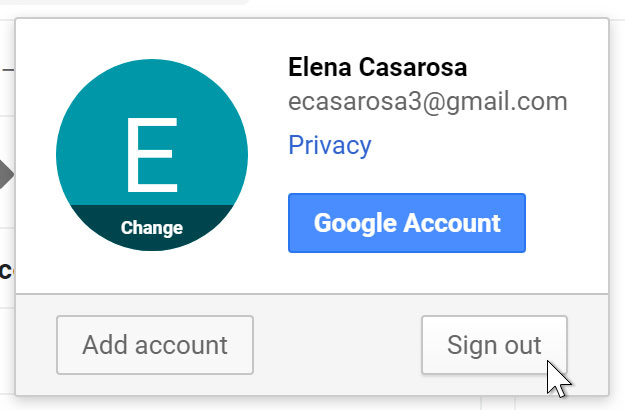 E
Change
Elena Casarosa
ecasarosa3@gmail.com
Privacy
Google Account
Add account
Sign out